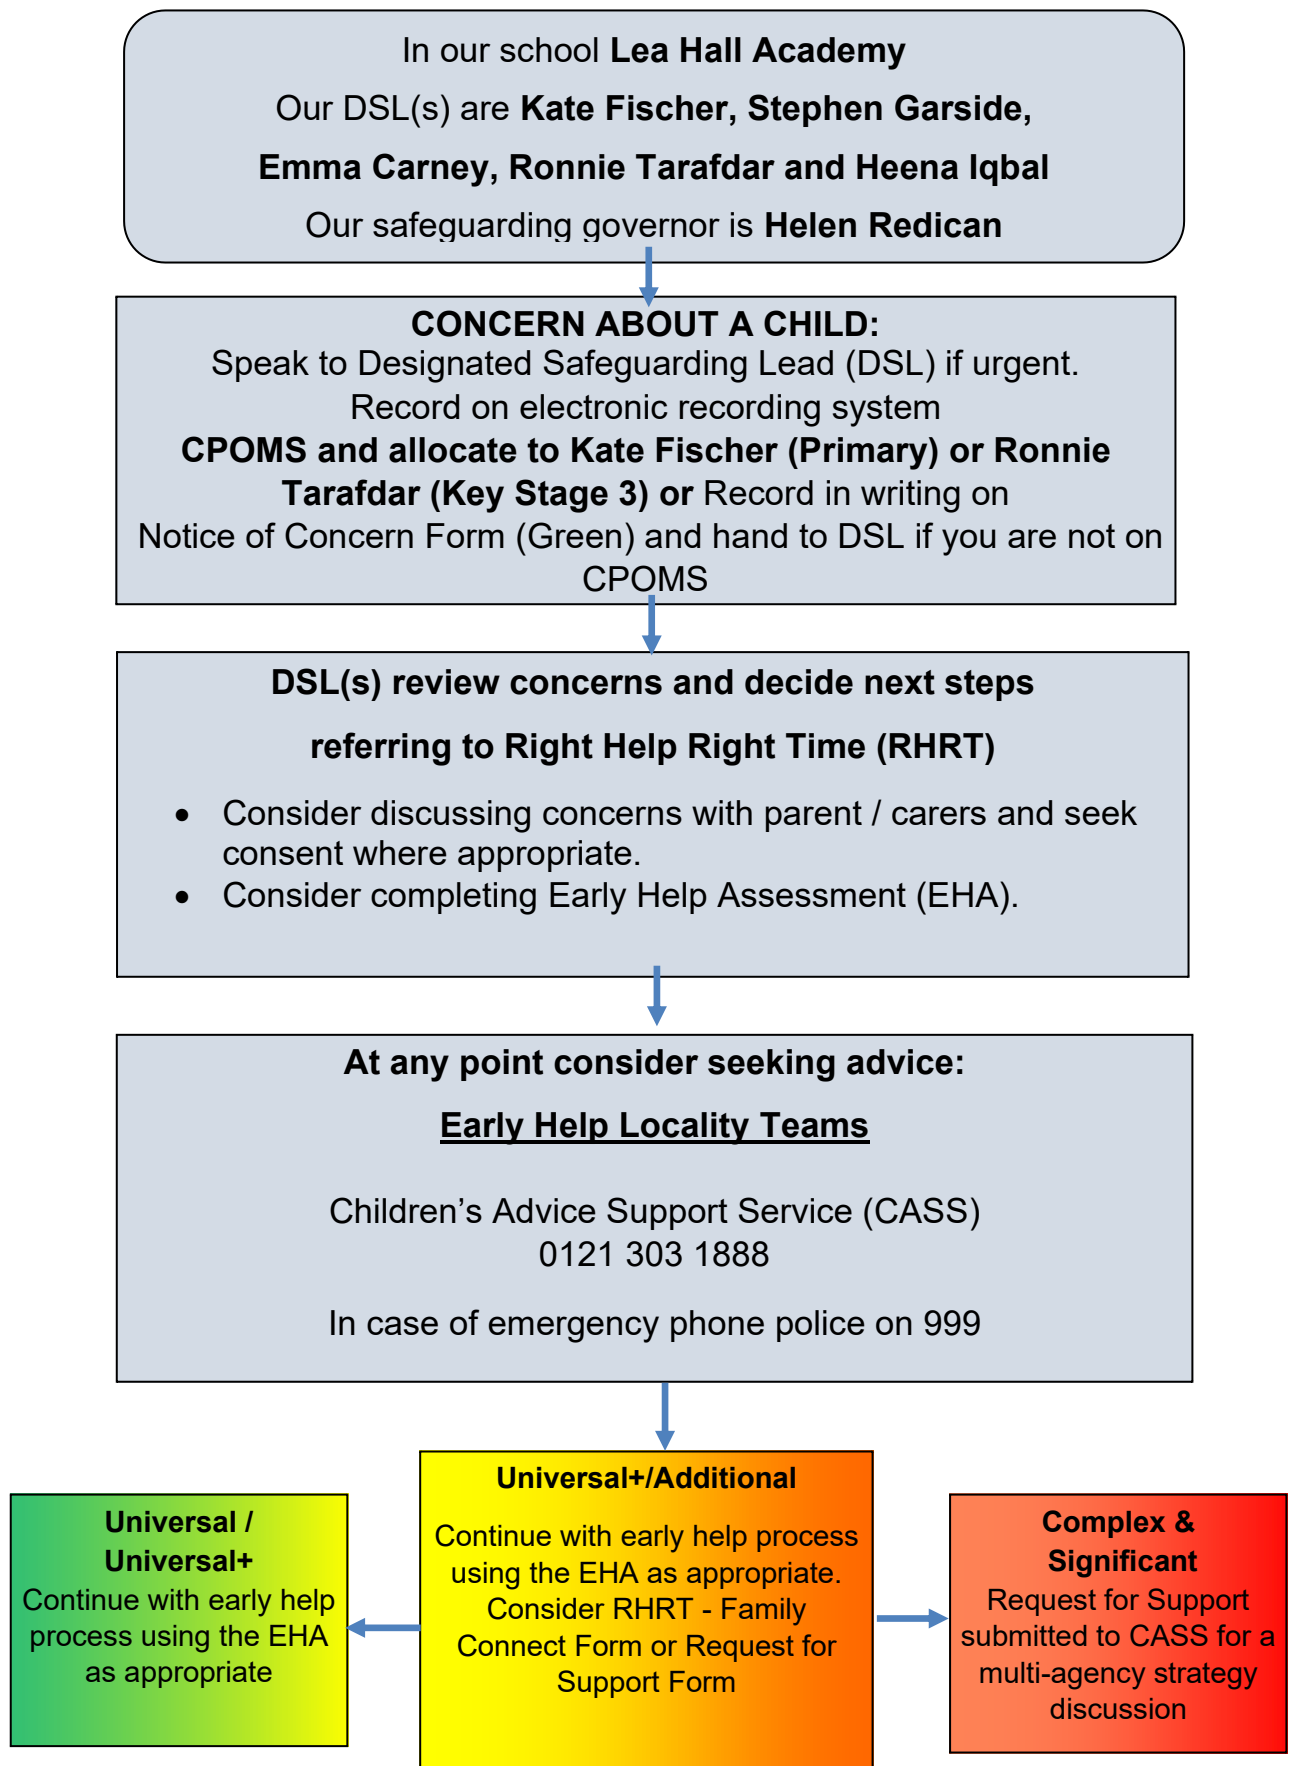 In our school Lea Hall Academy
Our DSL(s) are Kate Fischer, Stephen Garside,
Emma Carney, Ronnie Tarafdar and Heena Iqbal
Our safeguarding governor is Helen Redican
CONCERN ABOUT A CHILD:
Speak to Designated Safeguarding Lead (DSL) if urgent.
Record on electronic recording system
CPOMS and allocate to Kate Fischer (Primary) or Ronnie
Tarafdar (Key Stage 3) or Record in writing on
Notice of Concern Form (Green) and hand to DSL if you are not on
CPOMS
DSL(s) review concerns and decide next steps
referring to Right Help Right Time (RHRT)
• Consider discussing concerns with parent / carers and seek
consent where appropriate.
• Consider completing Early Help Assessment (EHA).
At any point consider seeking advice:
Early Help Locality Teams
Children’s Advice Support Service (CASS)
0121 303 1888
In case of emergency phone police on 999
Universal /
Universal+
Continue with early help
process using the EHA
as appropriate
Universal+/Additional
Continue with early help process
using the EHA as appropriate.
Consider RHRT - Family
Connect Form or Request for
Support Form
Complex &
Significant
Request for Support
submitted to CASS for a
multi-agency strategy
discussion